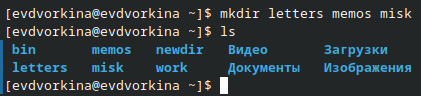 [evdvorkina@evdvorkina ~]$ mkdir letters memos misk
[evdvorkina@evdvorkina ~]$ ls
bin memos newdir Видео Загрузки
letters misk work Документы Изображения
[evdvorkina@evdvorkina ~]$